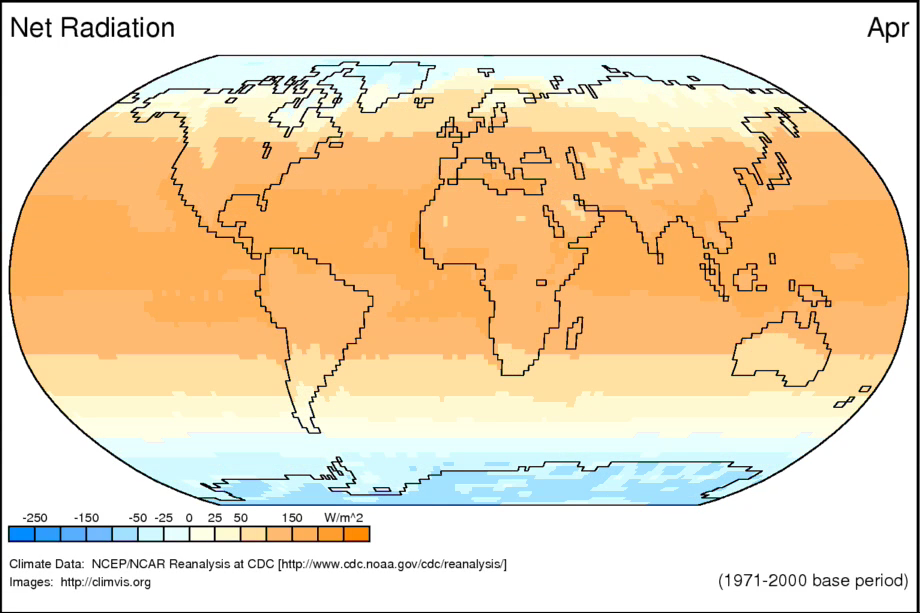 Net Radiation Apr
-250 -150 -50 -25 0 25 50 150 W/m^2
Climate Data: NCEP/NCAR Reanalysis at CDC [http://www.cdc.noaa.gov/cdc/reanalysis/]
Images: http://climvis.org (1971-2000 base period)